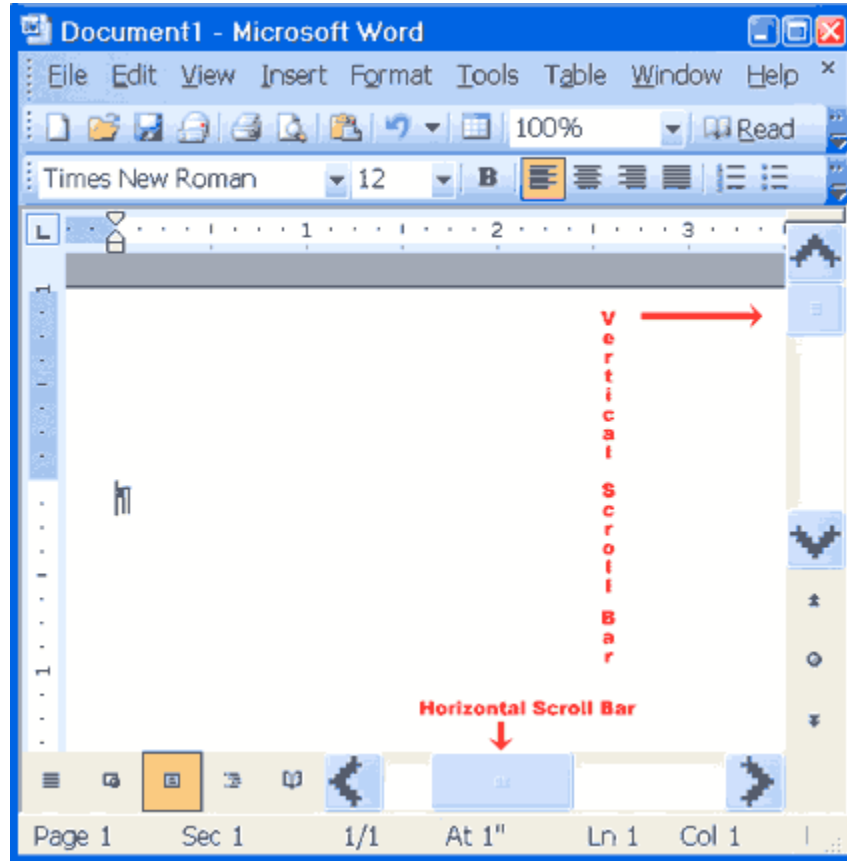 Document1 - Microsoft Word
File Edit View Insert Format Tools Table Window Help
100% Read
Times New Roman 12 B
L 1 2 3
1
Vertical Scroll Bar
1
Horizontal Scroll Bar
Page 1 Sec 1 1/1 At 1" Ln 1 Col 1